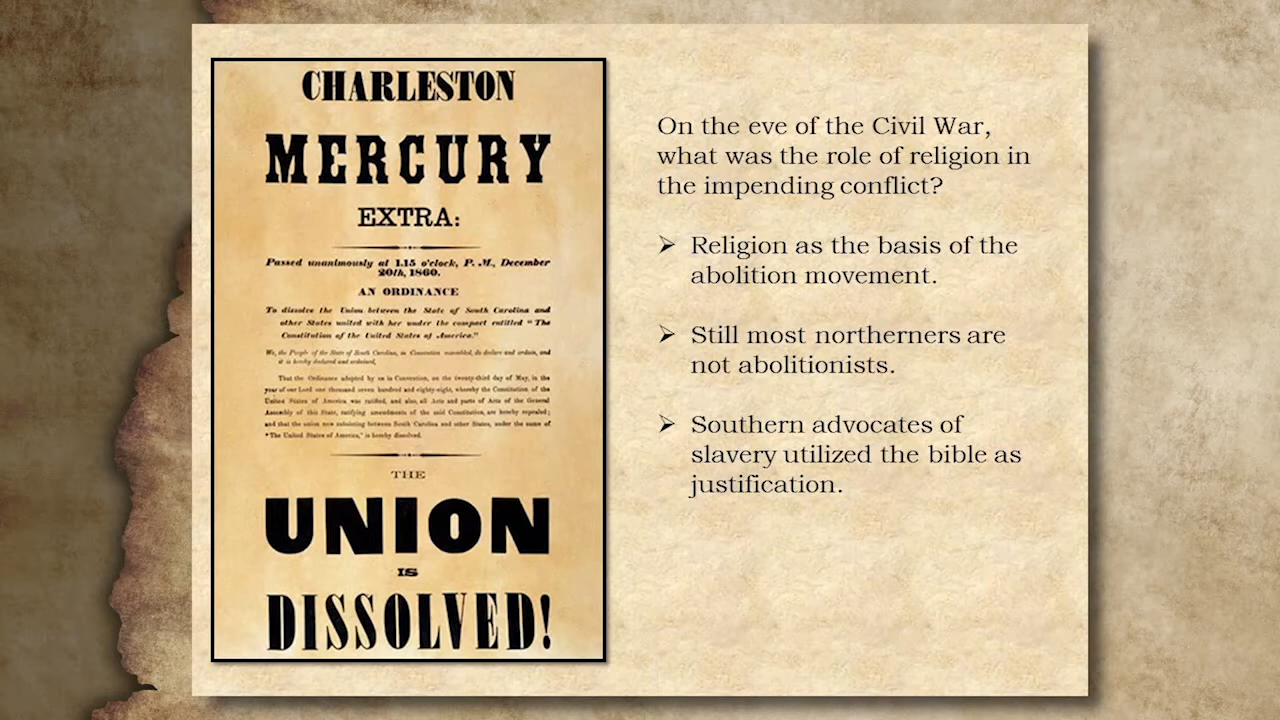 CHARLESTON
MERCURY
EXTRA:
Passed unanimously at 1.15 o'clock, P. M., December
20th, 1860.
AN ORDINANCE
To dissolve the Union between the State of South Carolina and
other States united with her under the compact entitled "The
Constitution of the United States of America."
We, the People of the State of South Carolina, in Convention assembled, do declare and ordain, and
it is hereby declared and ordained,
That the Ordinance adopted by us in Convention, on the twenty-third day of May, in the
year of our Lord one thousand seven hundred and eighty-eight, whereby the Constitution of the
United States of America was ratified, and also, all Acts and parts of Acts of the General
Assembly of this State, ratifying amendments of the said Constitution, are hereby repealed;
and that the union now subsisting between South Carolina and other States, under the name of
"The United States of America," is hereby dissolved.
THE
UNION
IS
DISSOLVED!
On the eve of the Civil War,
what was the role of religion in
the impending conflict?
Religion as the basis of the
abolition movement.
Still most northerners are
not abolitionists.
Southern advocates of
slavery utilized the bible as
justification.